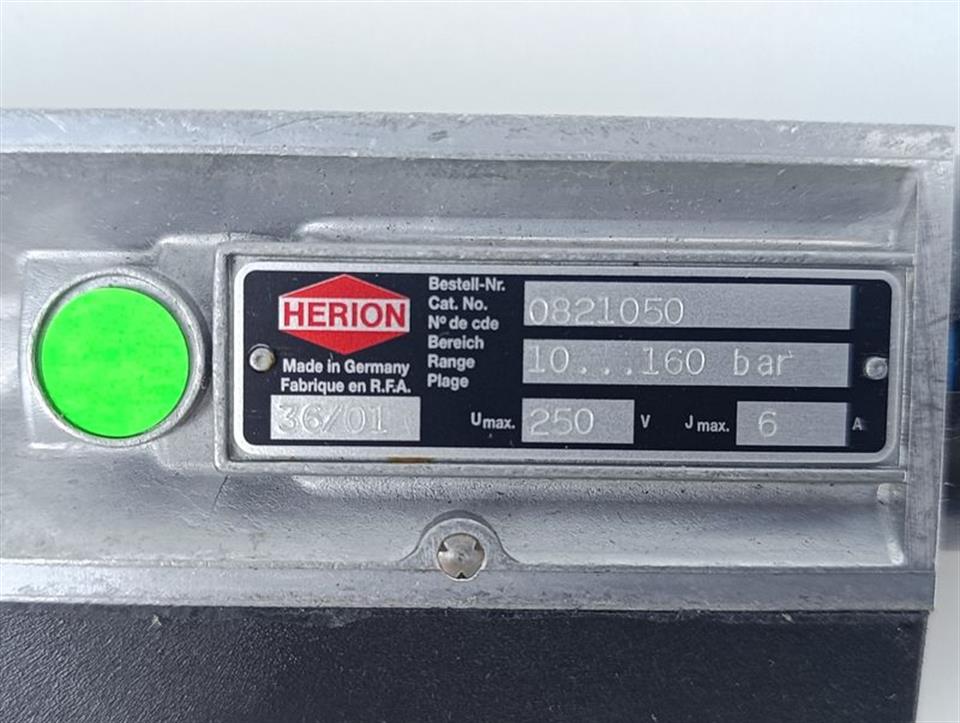 HERION
Made in Germany
Fabrique en R.F.A.
36/01
Bestell-Nr.
Cat. No.
Nº de cde
0821050
Bereich
Range
Plage
10...160 bar
Umax. 250 V Jmax. 6 A